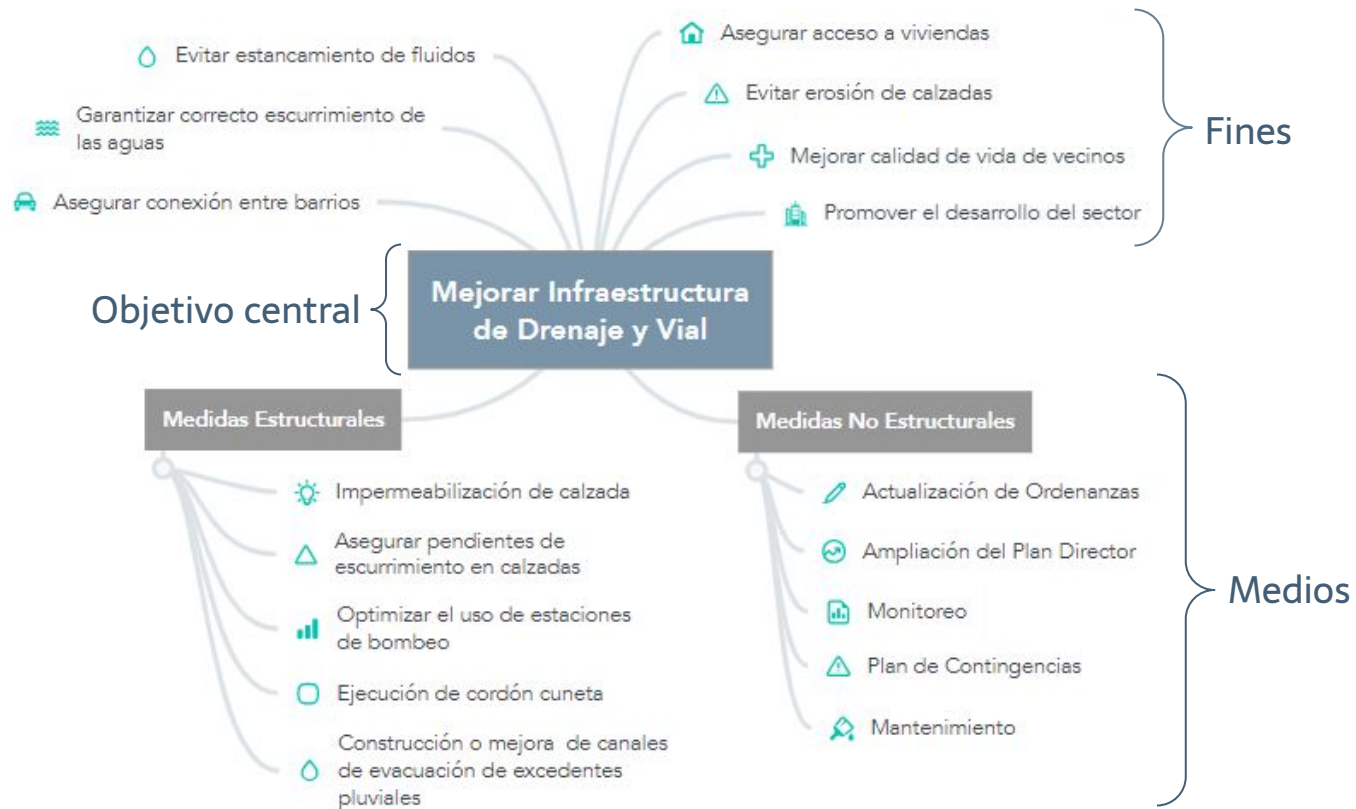 Evitar estancamiento de fluidos
Garantizar correcto escurrimiento de
las aguas
Asegurar conexión entre barrios
Asegurar acceso a viviendas
Evitar erosión de calzadas
Mejorar calidad de vida de vecinos
Promover el desarrollo del sector
Fines
Objetivo central
Mejorar Infraestructura
de Drenaje y Vial
Medidas Estructurales
Impermeabilización de calzada
Asegurar pendientes de
escurrimiento en calzadas
Optimizar el uso de estaciones
de bombeo
Ejecución de cordón cuneta
Construcción o mejora de canales
de evacuación de excedentes
pluviales
Medidas No Estructurales
Actualización de Ordenanzas
Ampliación del Plan Director
Monitoreo
Plan de Contingencias
Mantenimiento
Medios